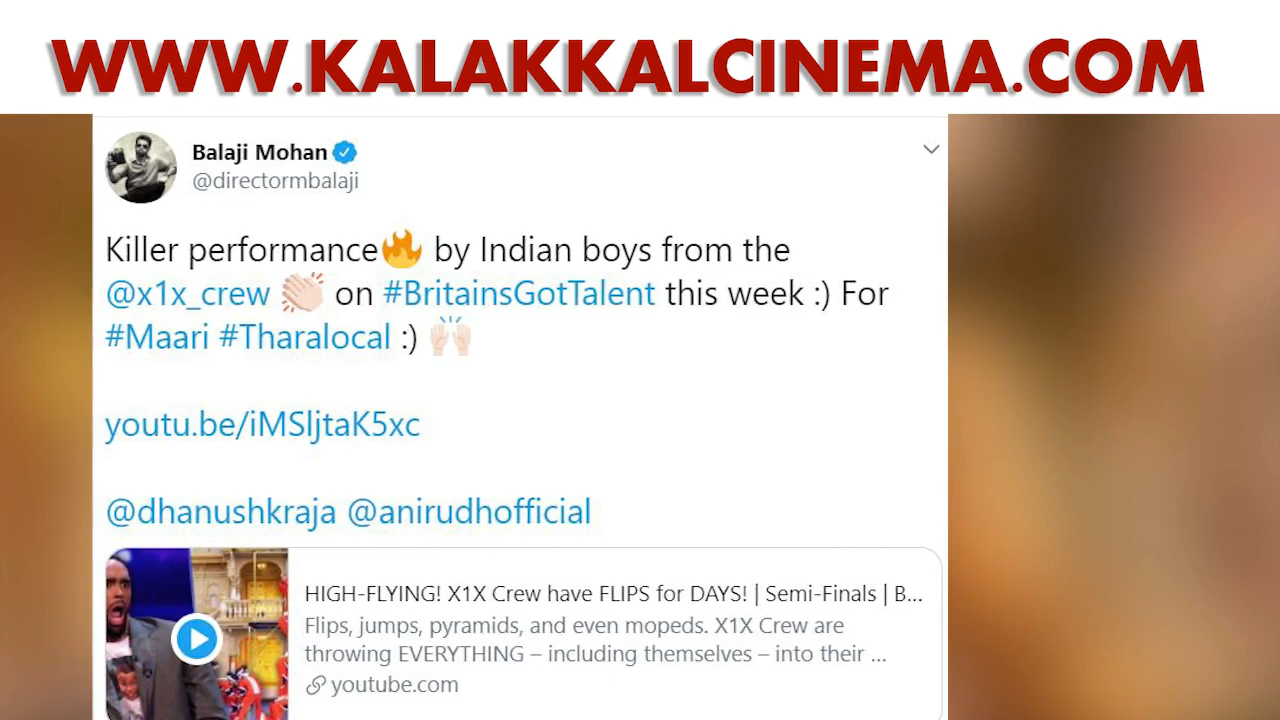 WWW.KALAKKALCINEMA.COM
Balaji Mohan
@directormbalaji
Killer performance🔥 by Indian boys from the
@x1x_crew 👏🏻 on #BritainsGotTalent this week :) For
#Maari #Tharalocal :) 🙌🏻
youtu.be/iMSljtaK5xc
@dhanushkraja @anirudhofficial
HIGH-FLYING! X1X Crew have FLIPS for DAYS! | Semi-Finals | B...
Flips, jumps, pyramids, and even mopeds. X1X Crew are
throwing EVERYTHING – including themselves – into their ...
youtube.com